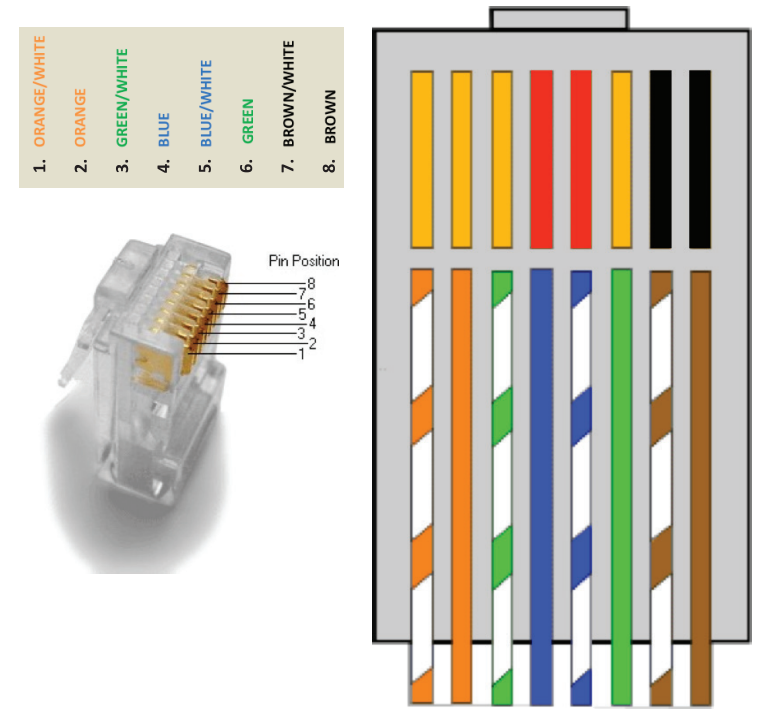 1. ORANGE/WHITE
2. ORANGE
3. GREEN/WHITE
4. BLUE
5. BLUE/WHITE
6. GREEN
7. BROWN/WHITE
8. BROWN
Pin Position
8
7
6
5
4
3
2
1